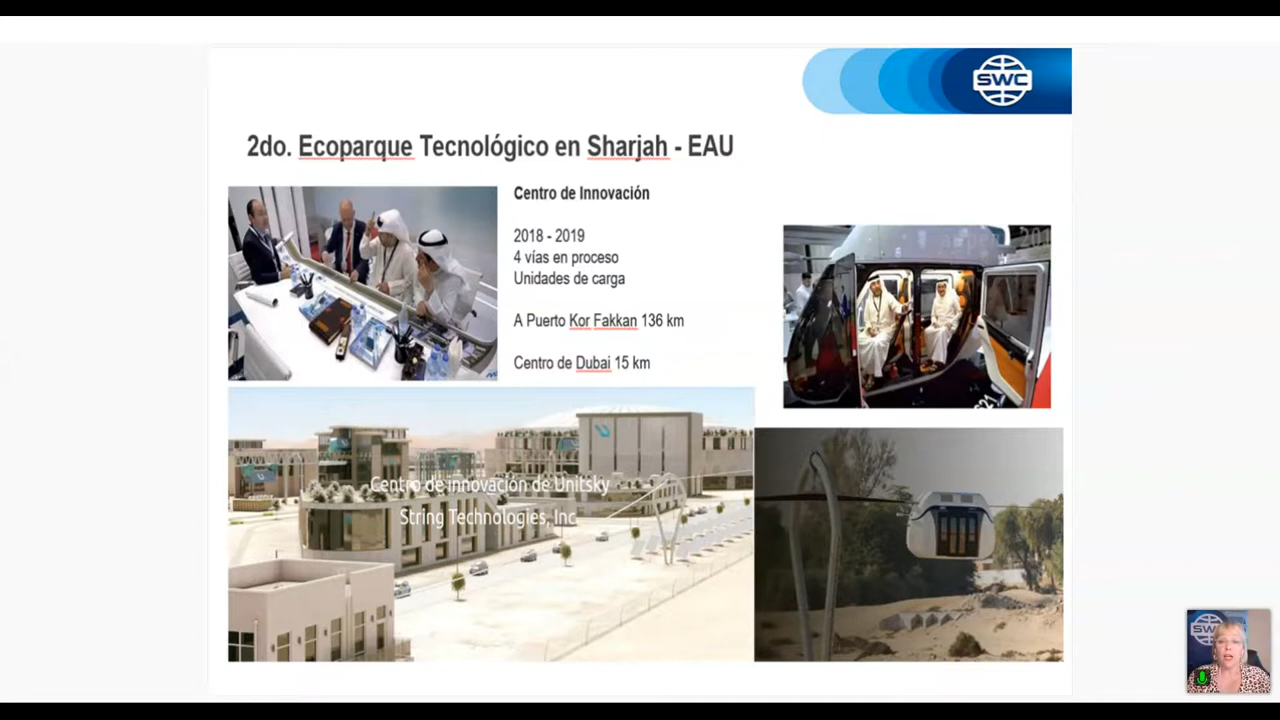 SWC
2do. Ecoparque Tecnológico en Sharjah - EAU
Centro de Innovación
2018 - 2019
4 vías en proceso
Unidades de carga
A Puerto Kor Fakkan 136 km
Centro de Dubai 15 km
Centro de innovación de Unitsky
String Technologies, Inc
621
SWC